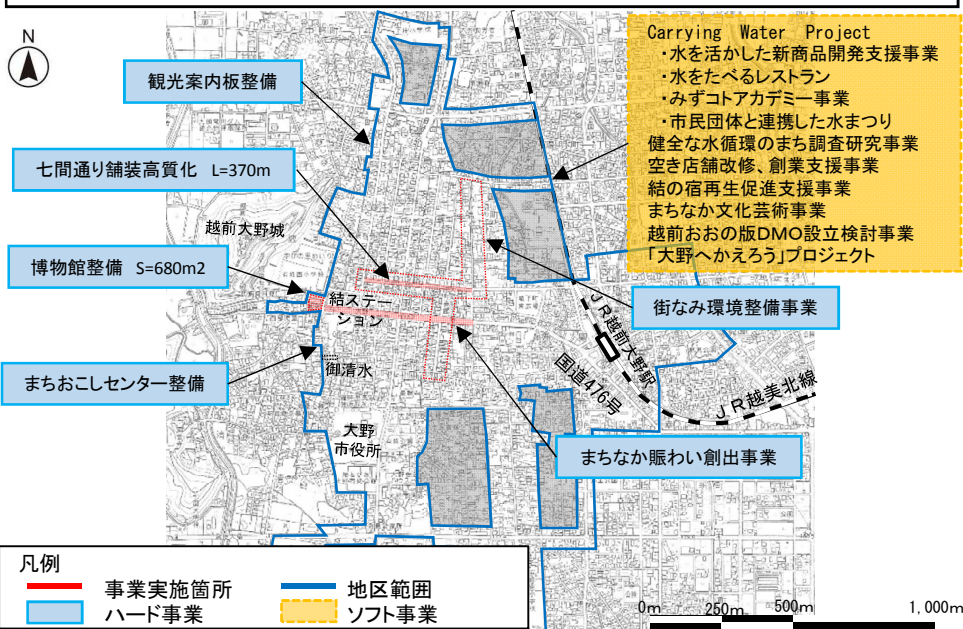 N
観光案内板整備
七間通り舗装高質化 L=370m
越前大野城
博物館整備 S=680m2
結ステー
ション
まちおこしセンター整備
御清水
大野
市役所
Carrying Water Project
・水を活かした新商品開発支援事業
・水をたべるレストラン
・みずコトアカデミー事業
・市民団体と連携した水まつり
健全な水循環のまち調査研究事業
空き店舗改修、創業支援事業
結の宿再生促進支援事業
まちなか文化芸術事業
越前おおの版DMO設立検討事業
「大野へかえろう」プロジェクト
街なみ環境整備事業
JR越前大野駅
国道476号
JR越美北線
まちなか賑わい創出事業
凡例
事業実施箇所
地区範囲
ハード事業
ソフト事業
0m 250m 500m 1,000m